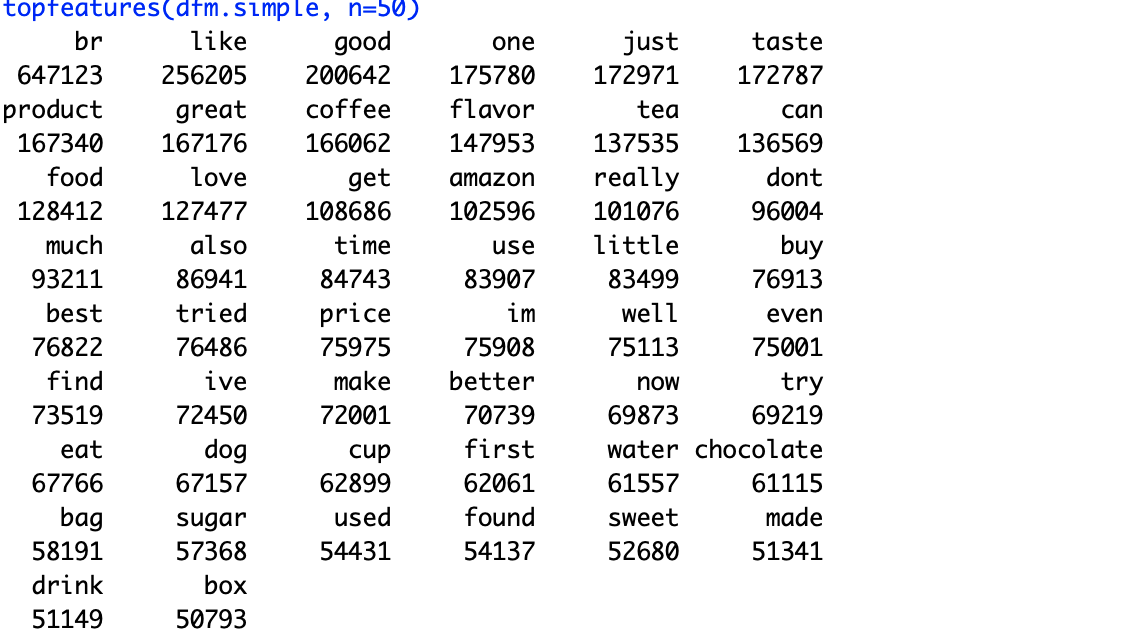 topfeatures(dfm.simple, n=50)
br like good one just taste
647123 256205 200642 175780 172971 172787
product great coffee flavor tea can
167340 167176 166062 147953 137535 136569
food love get amazon really dont
128412 127477 108686 102596 101076 96004
much also time use little buy
93211 86941 84743 83907 83499 76913
best tried price im well even
76822 76486 75975 75908 75113 75001
find ive make better now try
73519 72450 72001 70739 69873 69219
eat dog cup first water chocolate
67766 67157 62899 62061 61557 61115
bag sugar used found sweet made
58191 57368 54431 54137 52680 51341
drink box
51149 50793